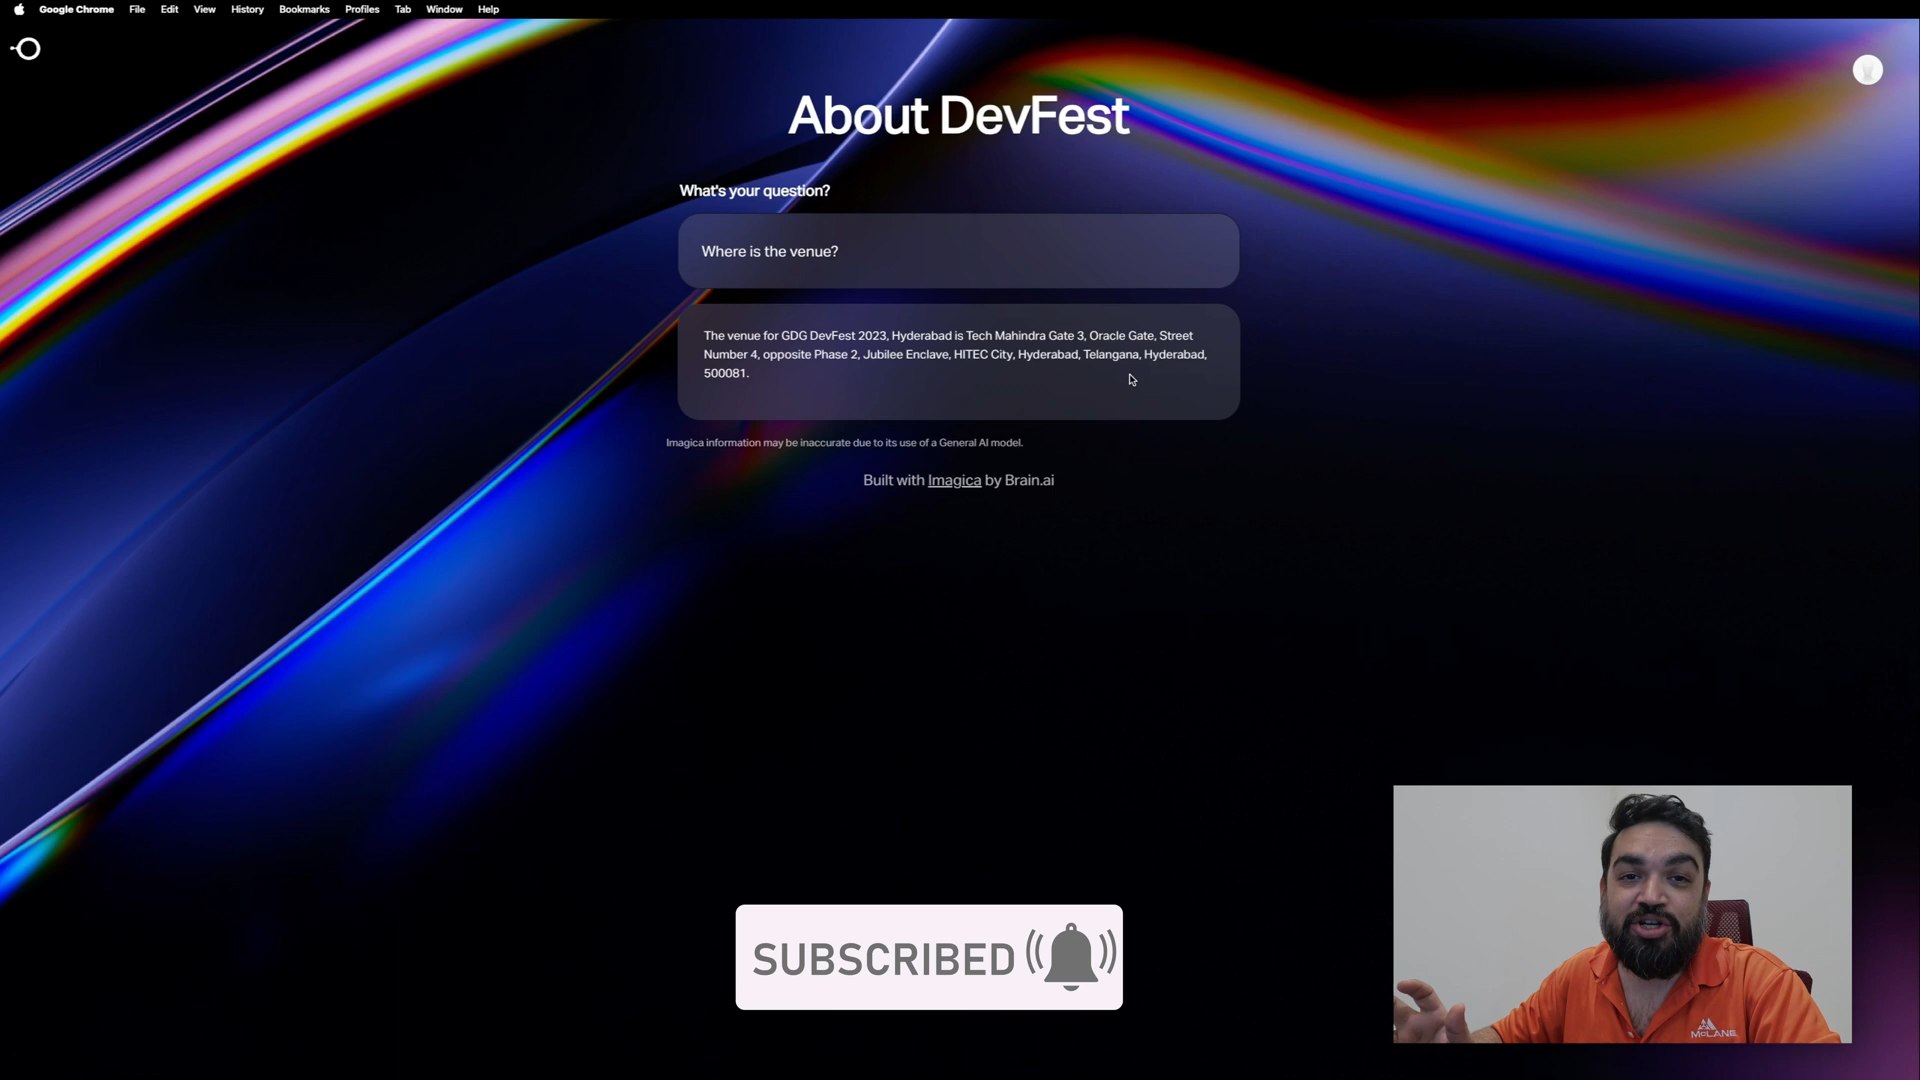 Google Chrome File Edit View History Bookmarks Profiles Tab Window Help
About DevFest
What's your question?
Where is the venue?
The venue for GDG DevFest 2023, Hyderabad is Tech Mahindra Gate 3, Oracle Gate, Street
Number 4, opposite Phase 2, Jubilee Enclave, HITEC City, Hyderabad, Telangana, Hyderabad,
500081.
Imagica information may be inaccurate due to its use of a General AI model.
Built with Imagica by Brain.ai
SUBSCRIBED
McLANE